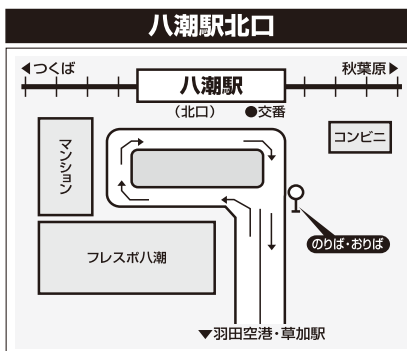 八潮駅北口
◀つくば
秋葉原▶
八潮駅
（北口）
●交番
コンビニ
マンション
のりば・おりば
フレスポ八潮
▼羽田空港・草加駅